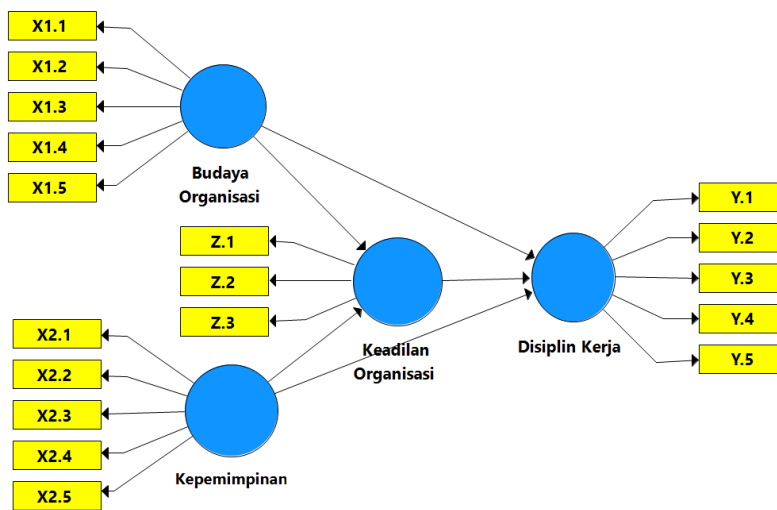 X1.1
X1.2
X1.3
X1.4
X1.5
Budaya
Organisasi
Z.1
Z.2
Z.3
Keadilan
Organisasi
Y.1
Y.2
Y.3
Y.4
Y.5
Disiplin Kerja
X2.1
X2.2
X2.3
X2.4
X2.5
Kepemimpinan